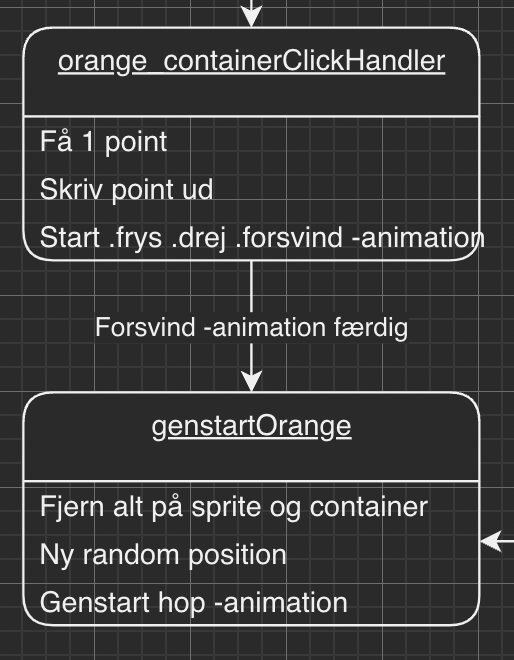 orange_containerClickHandler
Få 1 point
Skriv point ud
Start .frys .drej .forsvind -animation
Forsvind -animation færdig
genstartOrange
Fjern alt på sprite og container
Ny random position
Genstart hop -animation